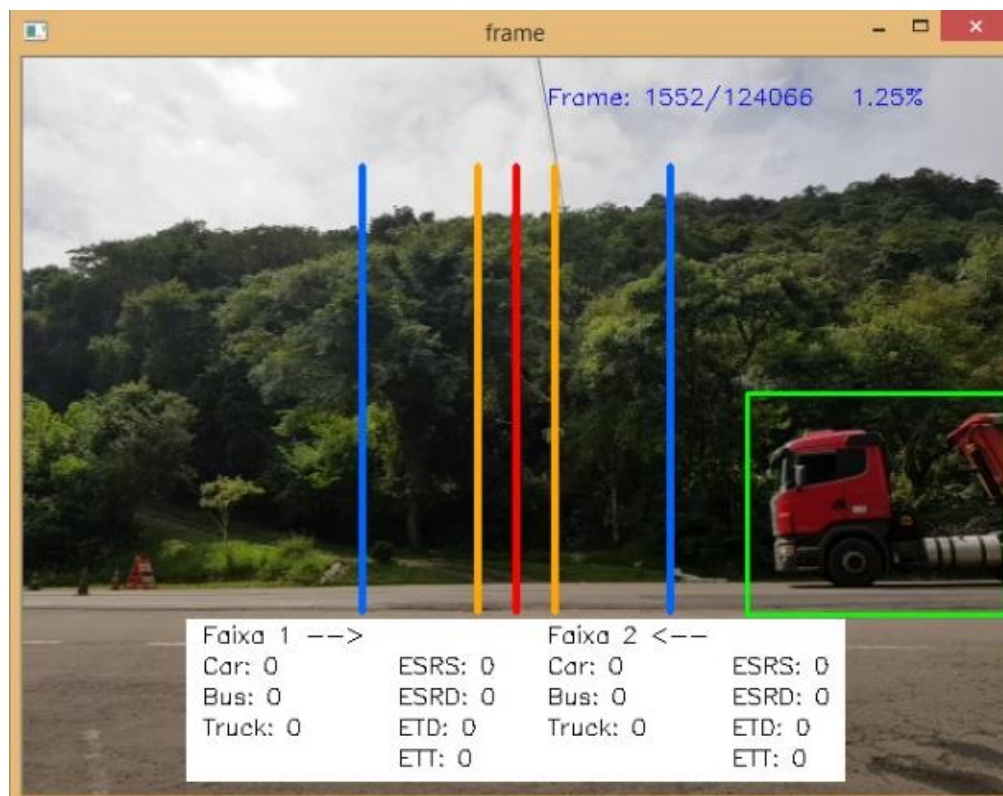 frame
Frame: 1552/124066 1.25%
Faixa 1 -->
Car: 0 ESRS: 0
Bus: 0 ESRD: 0
Truck: 0 ETD: 0
ETT: 0
Faixa 2 <--
Car: 0 ESRS: 0
Bus: 0 ESRD: 0
Truck: 0 ETD: 0
ETT: 0